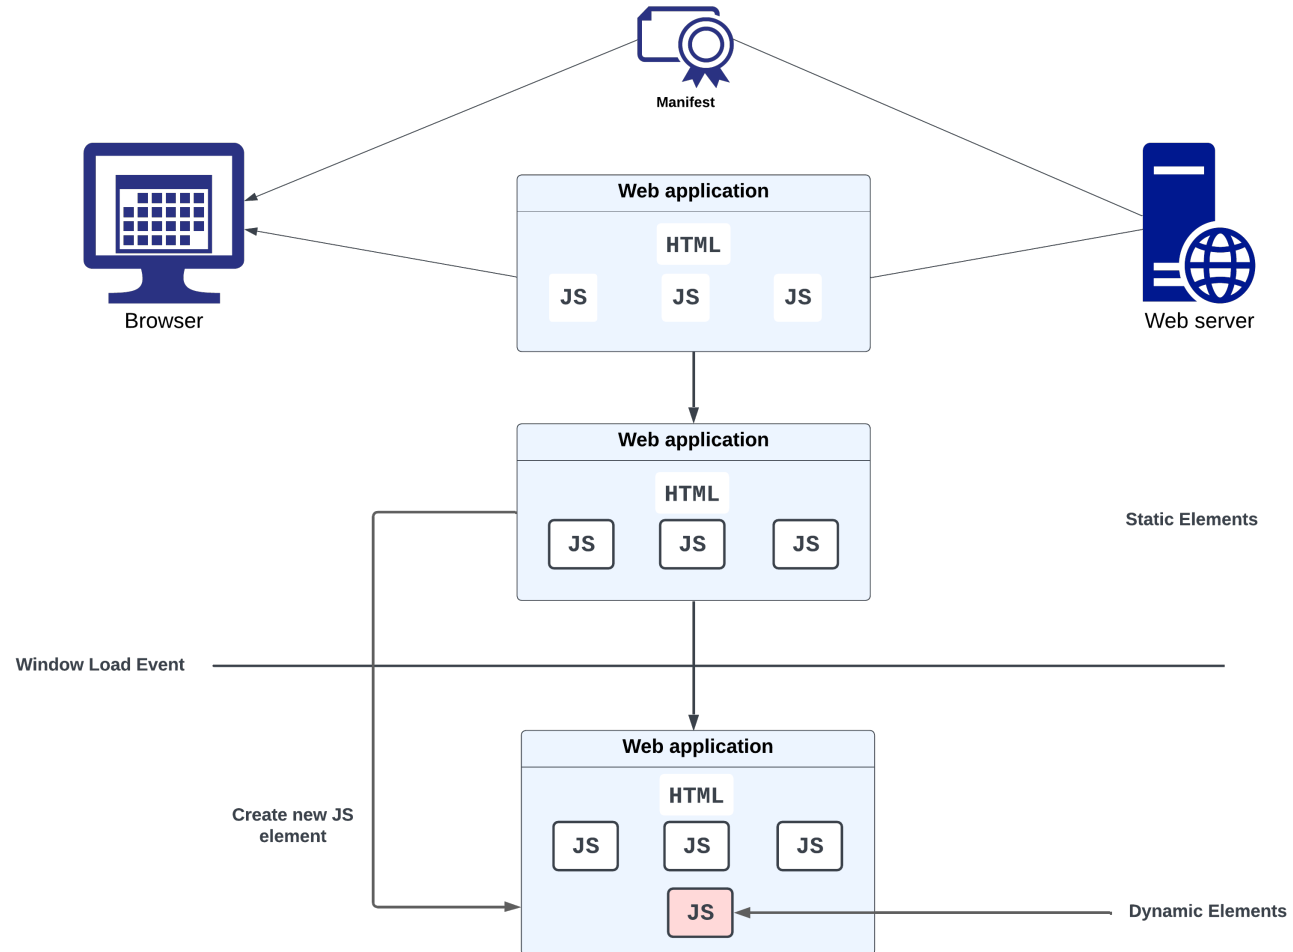 Manifest
Web application
HTML
JS JS JS
Browser
Web server
Web application
HTML
Static Elements
JS JS JS
Window Load Event
Web application
HTML
Create new JS
element
JS JS JS
JS
Dynamic Elements